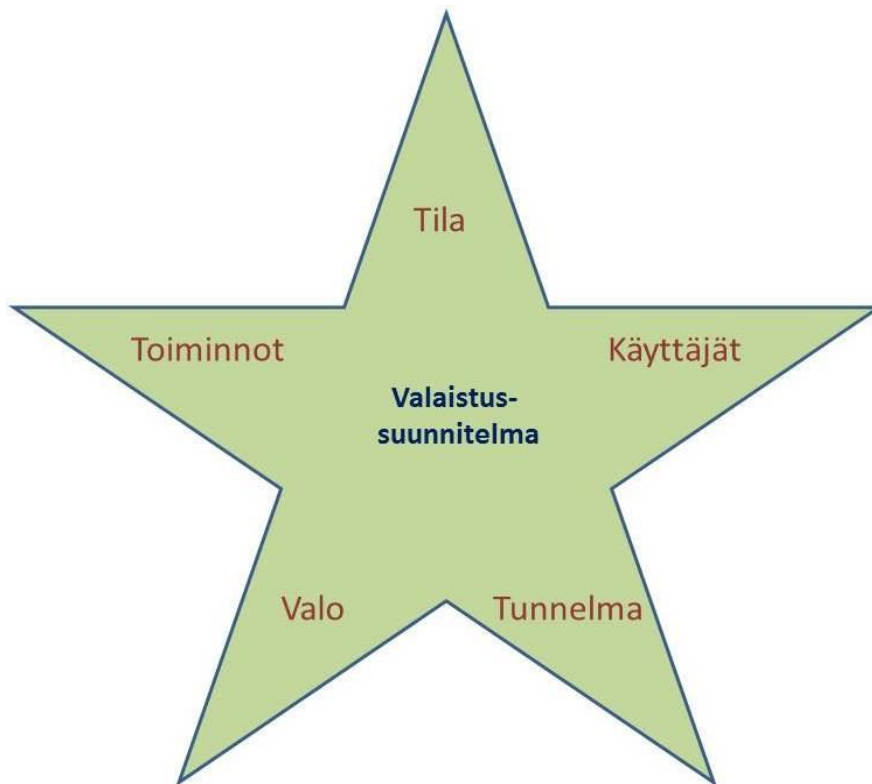 Tila
Toiminnot
Käyttäjät
Valaistus-
suunnitelma
Valo
Tunnelma